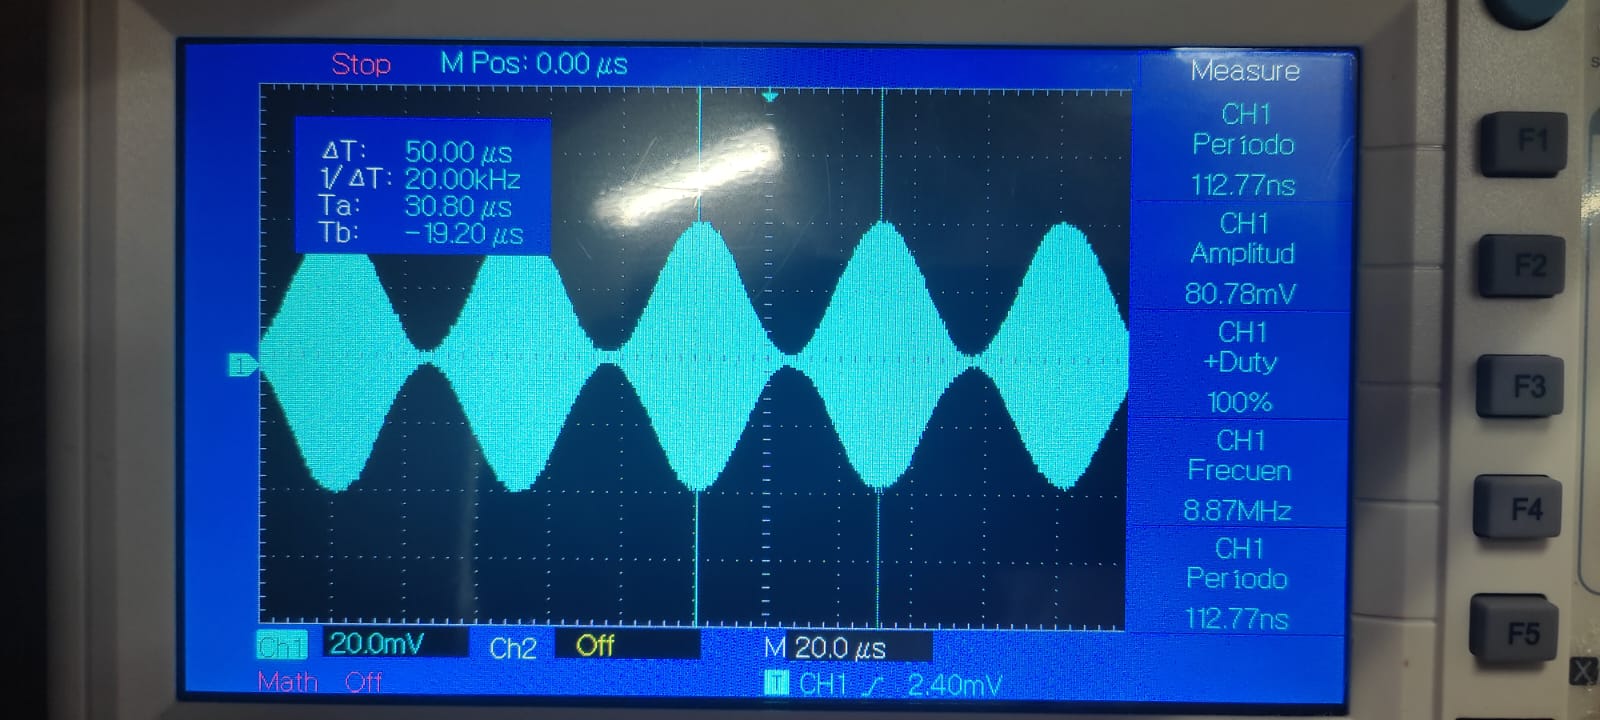 Stop M Pos: 0.00 μs
ΔT: 50.00 μs
1/ΔT: 20.00kHz
Ta: 30.80 μs
Tb: -19.20 μs
1
Measure
CH1
Período
112.77ns
CH1
Amplitud
80.78mV
CH1
+Duty
100%
CH1
Frecuen
8.87MHz
CH1
Período
112.77ns
F1
F2
F3
F4
F5
Ch1 20.0mV Ch2 Off M 20.0 μs
Math Off T CH1 2.40mV
X